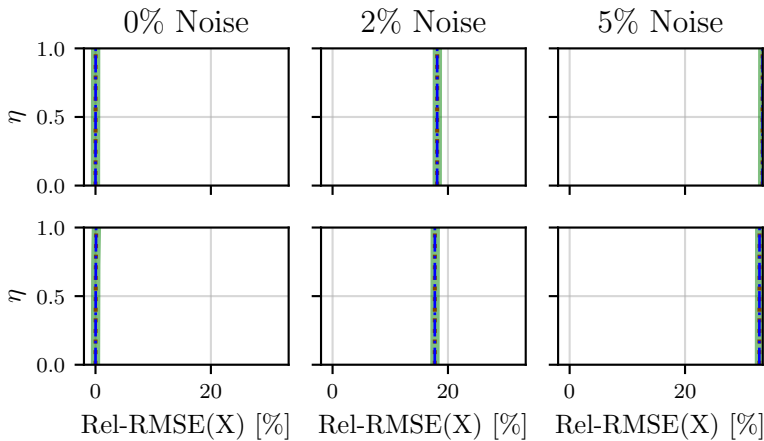 0% Noise 2% Noise 5% Noise
1.0
η 0.5
0.0
1.0
η 0.5
0.0
0 20 0 20 0 20
Rel-RMSE(X) [%] Rel-RMSE(X) [%] Rel-RMSE(X) [%]